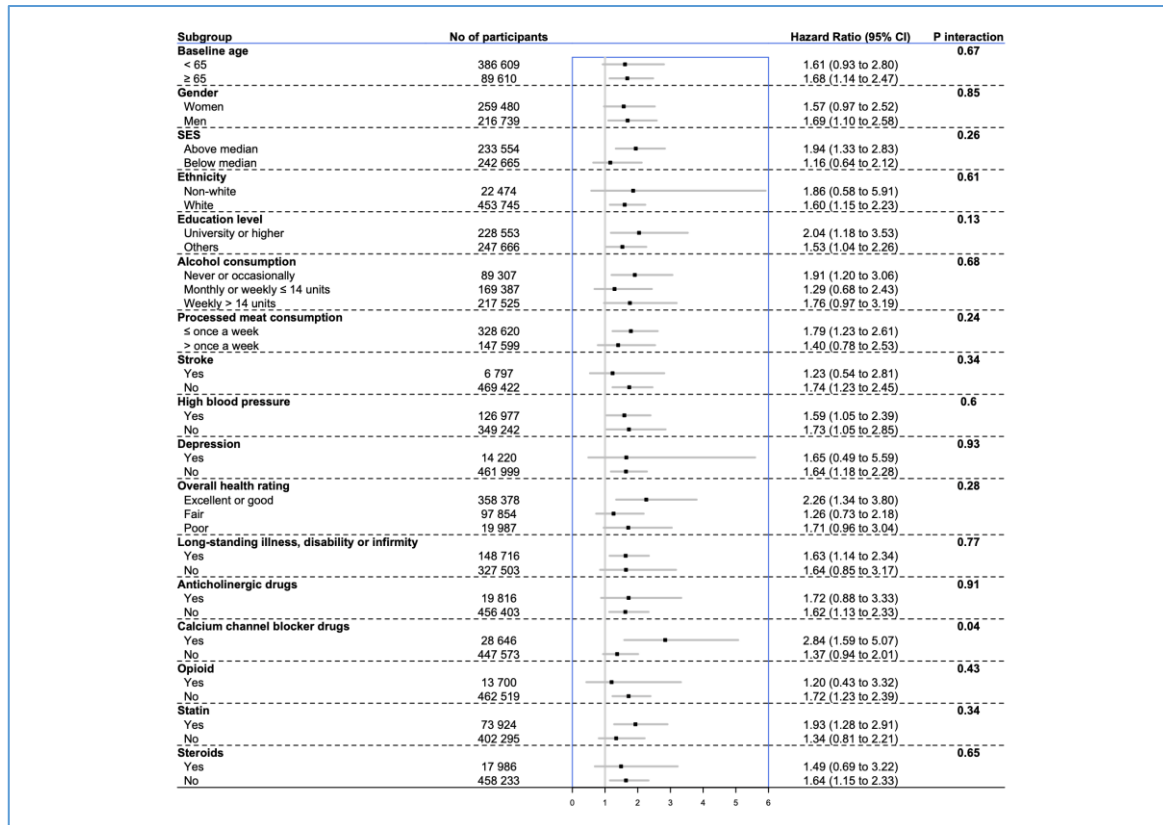 Subgroup No of participants Hazard Ratio (95% CI) P interaction
Baseline age 0.67
< 65 386 609 1.61 (0.93 to 2.80)
≥ 65 89 610 1.68 (1.14 to 2.47)
Gender 0.85
Women 259 480 1.57 (0.97 to 2.52)
Men 216 739 1.69 (1.10 to 2.58)
SES 0.26
Above median 233 554 1.94 (1.33 to 2.83)
Below median 242 665 1.16 (0.64 to 2.12)
Ethnicity 0.61
Non-white 22 474 1.86 (0.58 to 5.91)
White 453 745 1.60 (1.15 to 2.23)
Education level 0.13
University or higher 228 553 2.04 (1.18 to 3.53)
Others 247 666 1.53 (1.04 to 2.26)
Alcohol consumption 0.68
Never or occasionally 89 307 1.91 (1.20 to 3.06)
Monthly or weekly ≤ 14 units 169 387 1.29 (0.68 to 2.43)
Weekly > 14 units 217 525 1.76 (0.97 to 3.19)
Processed meat consumption 0.24
≤ once a week 328 620 1.79 (1.23 to 2.61)
> once a week 147 599 1.40 (0.78 to 2.53)
Stroke 0.34
Yes 6 797 1.23 (0.54 to 2.81)
No 469 422 1.74 (1.23 to 2.45)
High blood pressure 0.6
Yes 126 977 1.59 (1.05 to 2.39)
No 349 242 1.73 (1.05 to 2.85)
Depression 0.93
Yes 14 220 1.65 (0.49 to 5.59)
No 461 999 1.64 (1.18 to 2.28)
Overall health rating 0.28
Excellent or good 358 378 2.26 (1.34 to 3.80)
Fair 97 854 1.26 (0.73 to 2.18)
Poor 19 987 1.71 (0.96 to 3.04)
Long-standing illness, disability or infirmity 0.77
Yes 148 716 1.63 (1.14 to 2.34)
No 327 503 1.64 (0.85 to 3.17)
Anticholinergic drugs 0.91
Yes 19 816 1.72 (0.88 to 3.33)
No 456 403 1.62 (1.13 to 2.33)
Calcium channel blocker drugs 0.04
Yes 28 646 2.84 (1.59 to 5.07)
No 447 573 1.37 (0.94 to 2.01)
Opioid 0.43
Yes 13 700 1.20 (0.43 to 3.32)
No 462 519 1.72 (1.23 to 2.39)
Statin 0.34
Yes 73 924 1.93 (1.28 to 2.91)
No 402 295 1.34 (0.81 to 2.21)
Steroids 0.65
Yes 17 986 1.49 (0.69 to 3.22)
No 458 233 1.64 (1.15 to 2.33)
0 1 2 3 4 5 6